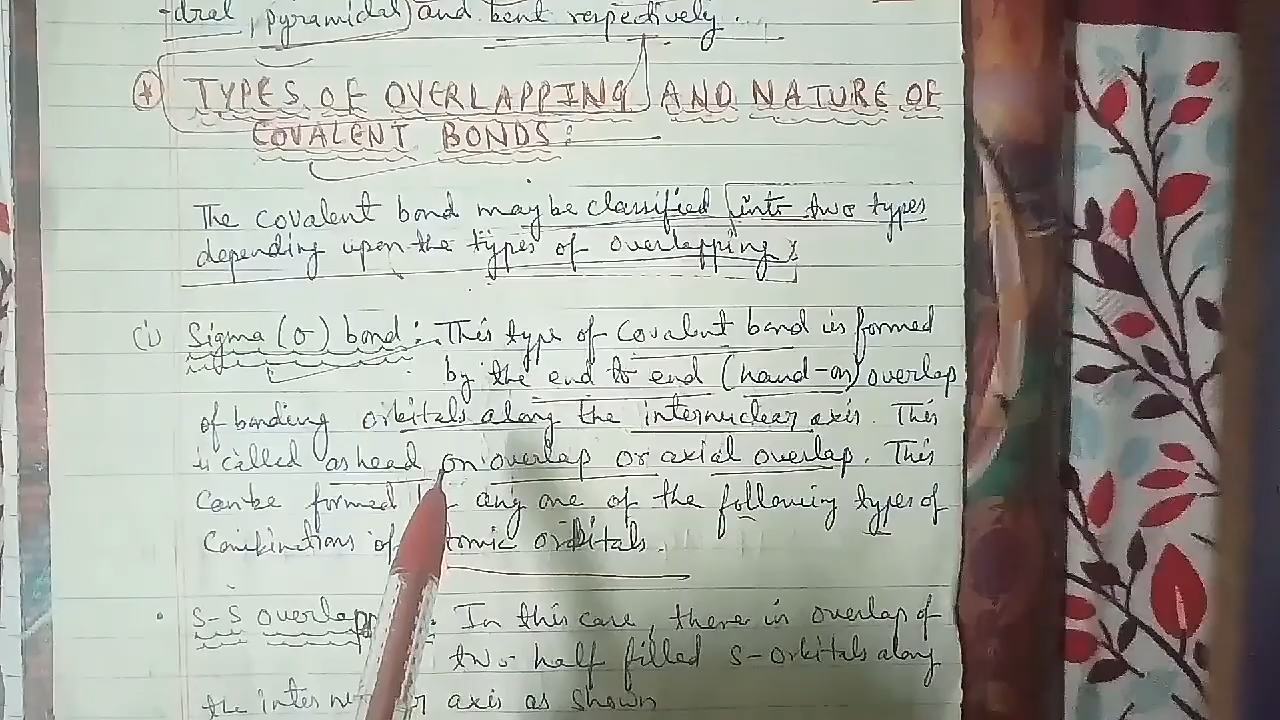 -dral, pyramidal) and bent respectively...
* TYPES OF OVERLAPPING AND NATURE OF
COVALENT BONDS:
The covalent bond may be classified into two types
depending upon the types of overlapping:
(i) Sigma (σ) bond: This type of covalent bond is formed
by the end to end (hand-on) overlap
of bonding orbitals along the internuclear axis. This
is called as head on overlap or axial overlap. This
can be formed any one of the following types of
Combinations of atomic orbitals.
• S-S overlapp : In this case, there is overlap of
two half filled s-orbitals along
the inter axis as shown